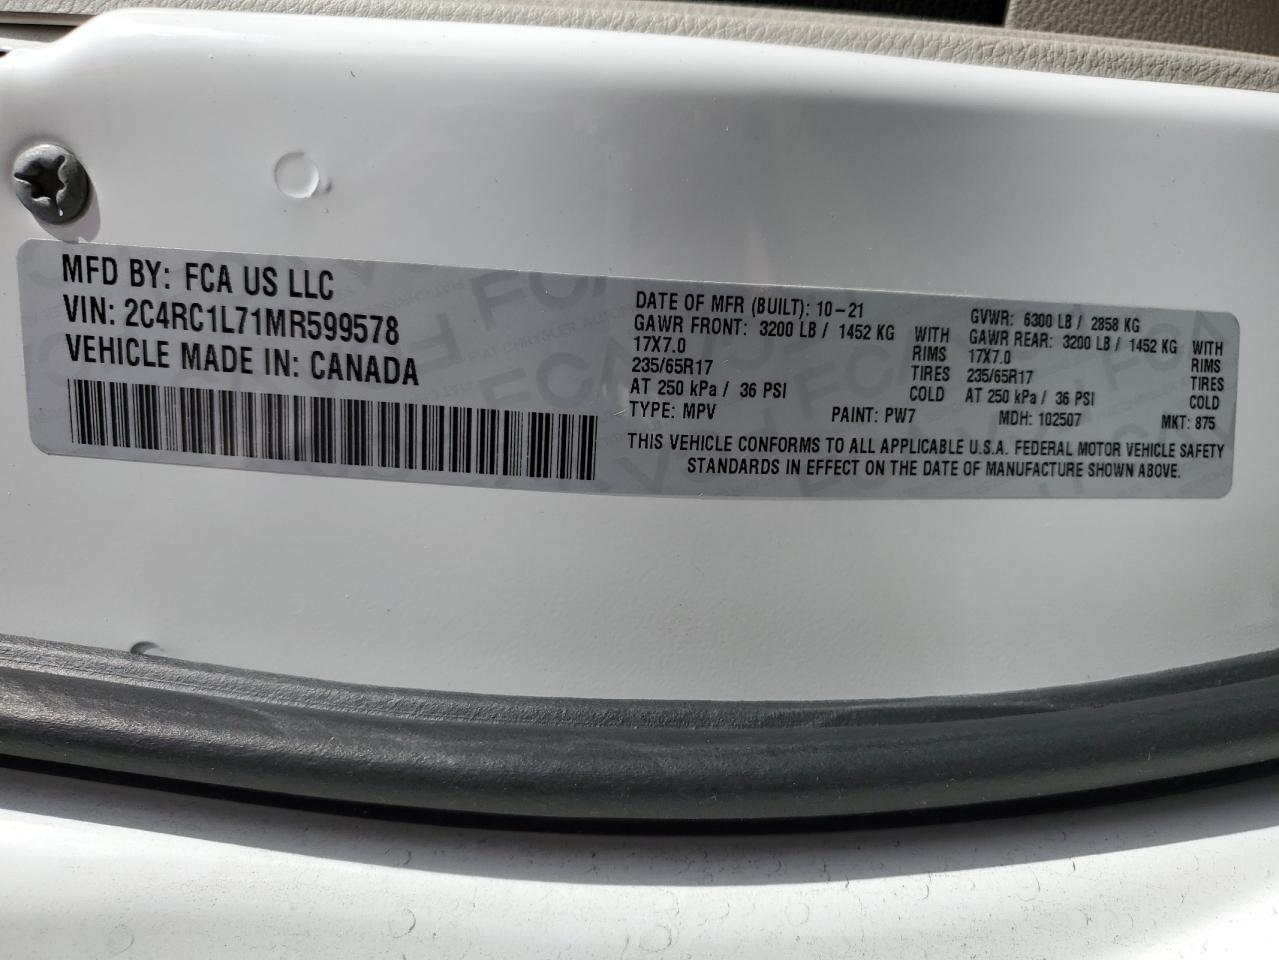 MFD BY: FCA US LLC
VIN: 2C4RC1L71MR599578
VEHICLE MADE IN: CANADA
DATE OF MFR (BUILT): 10-21
GAWR FRONT: 3200 LB / 1452 KG WITH
17X7.0 RIMS
235/65R17 TIRES
AT 250 kPa / 36 PSI COLD
GVWR: 6300 LB / 2858 KG
GAWR REAR: 3200 LB / 1452 KG WITH
17X7.0 RIMS
235/65R17 TIRES
AT 250 kPa / 36 PSI COLD
TYPE: MPV PAINT: PW7 MDH: 102507 MKT: 875
THIS VEHICLE CONFORMS TO ALL APPLICABLE U.S.A. FEDERAL MOTOR VEHICLE SAFETY
STANDARDS IN EFFECT ON THE DATE OF MANUFACTURE SHOWN ABOVE.